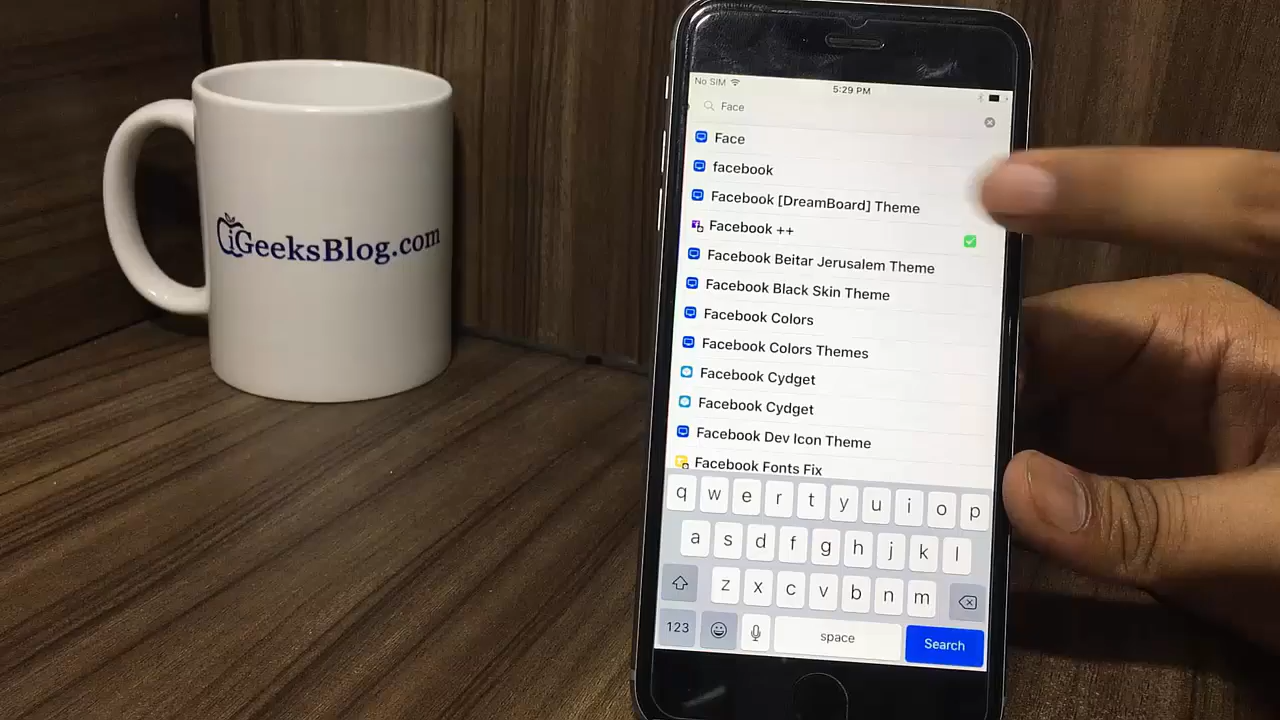 iGeeksBlog.com
No SIM
5:29 PM
Face
Face
facebook
Facebook [DreamBoard] Theme
Facebook ++
Facebook Beitar Jerusalem Theme
Facebook Black Skin Theme
Facebook Colors
Facebook Colors Themes
Facebook Cydget
Facebook Cydget
Facebook Dev Icon Theme
Facebook Fonts Fix
q w e r t y u i o p
a s d f g h j k l
z x c v b n m
123 space Search